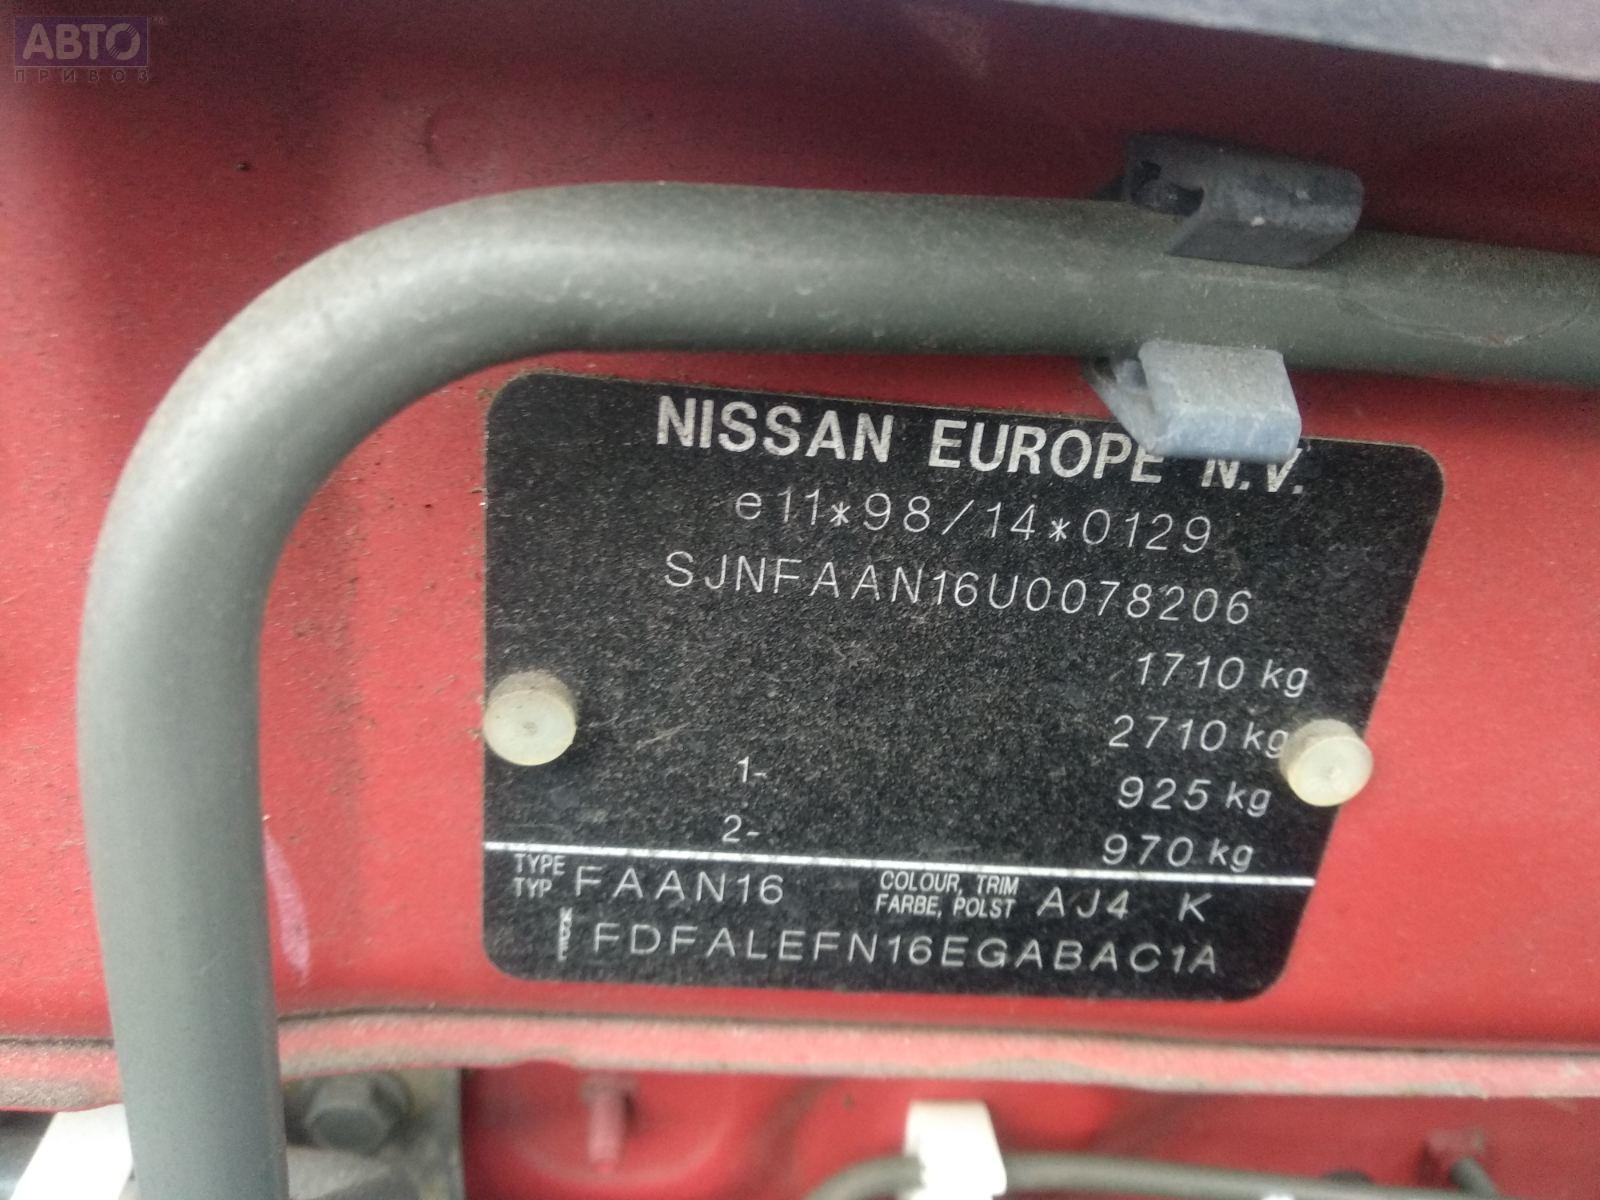 АВТО
ПРИВОЗ
NISSAN EUROPE N.V.
e11*98/14*0129
SJNFAAN16U0078206
1710 kg
2710 kg
1- 925 kg
2- 970 kg
TYPE
TYP FAAN16
COLOUR, TRIM
FARBE, POLST AJ4 K
FDFALEFN16EGABAC1A